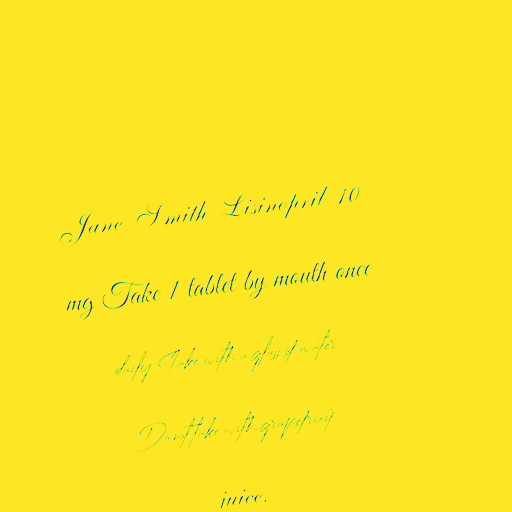 Jane Smith Lisinopril 10
mg Take 1 tablet by mouth once
daily Take with a glass of water
Don't take with grapefruit
juice.